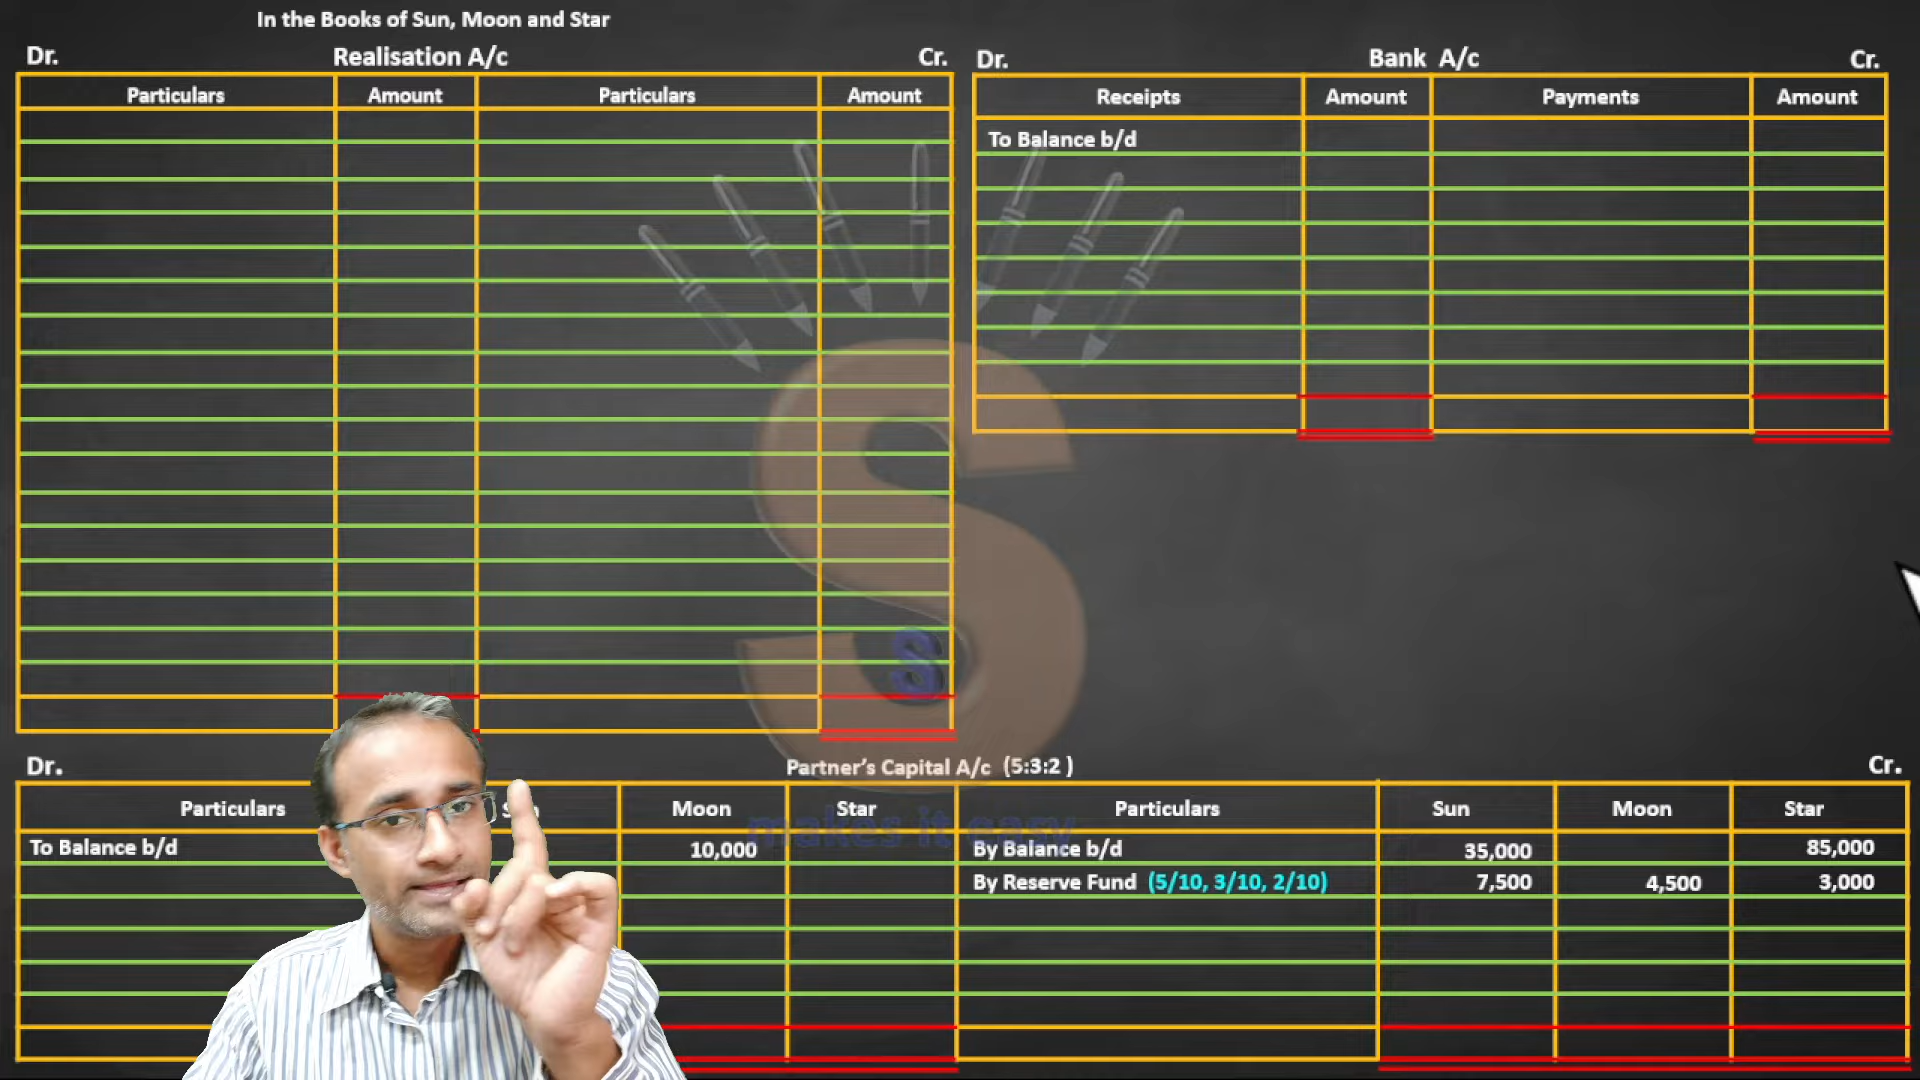 In the Books of Sun, Moon and Star
Dr. Realisation A/c Cr.
Particulars Amount Particulars Amount
Dr. Bank A/c Cr.
Receipts Amount Payments Amount
To Balance b/d
S
makes it easy
Dr. Partner's Capital A/c (5:3:2 ) Cr.
Particulars Moon Star Particulars Sun Moon Star
To Balance b/d 10,000 By Balance b/d 35,000 85,000
By Reserve Fund (5/10, 3/10, 2/10) 7,500 4,500 3,000